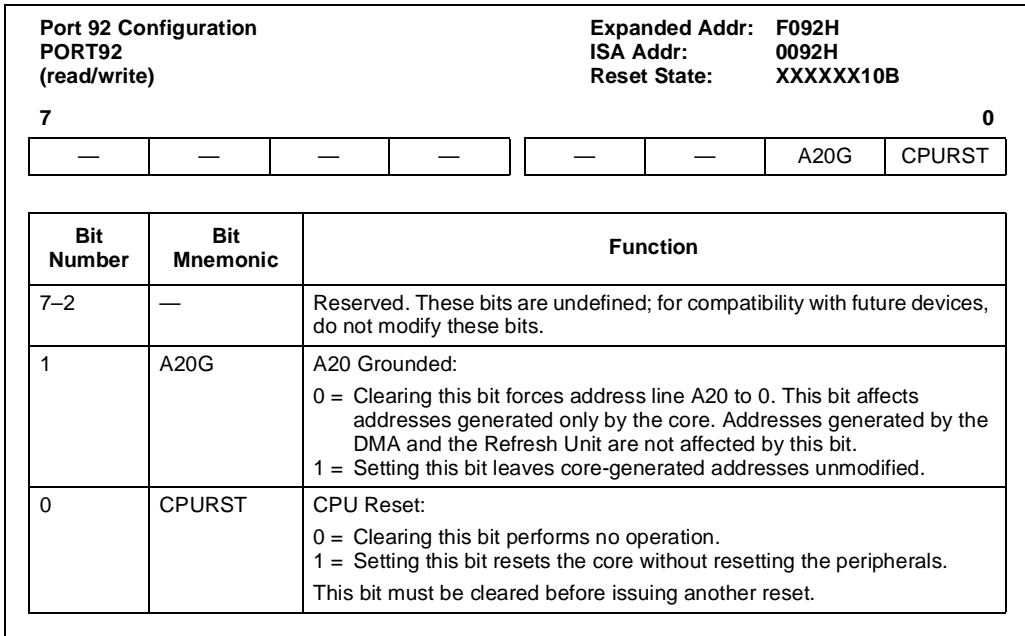 Port 92 Configuration Expanded Addr: F092H
PORT92 ISA Addr: 0092H
(read/write) Reset State: XXXXXX10B
7 0
— — — — — — A20G CPURST
Bit Number Bit Mnemonic Function
7–2 — Reserved. These bits are undefined; for compatibility with future devices,
do not modify these bits.
1 A20G A20 Grounded:
0 = Clearing this bit forces address line A20 to 0. This bit affects
addresses generated only by the core. Addresses generated by the
DMA and the Refresh Unit are not affected by this bit.
1 = Setting this bit leaves core-generated addresses unmodified.
0 CPURST CPU Reset:
0 = Clearing this bit performs no operation.
1 = Setting this bit resets the core without resetting the peripherals.
This bit must be cleared before issuing another reset.